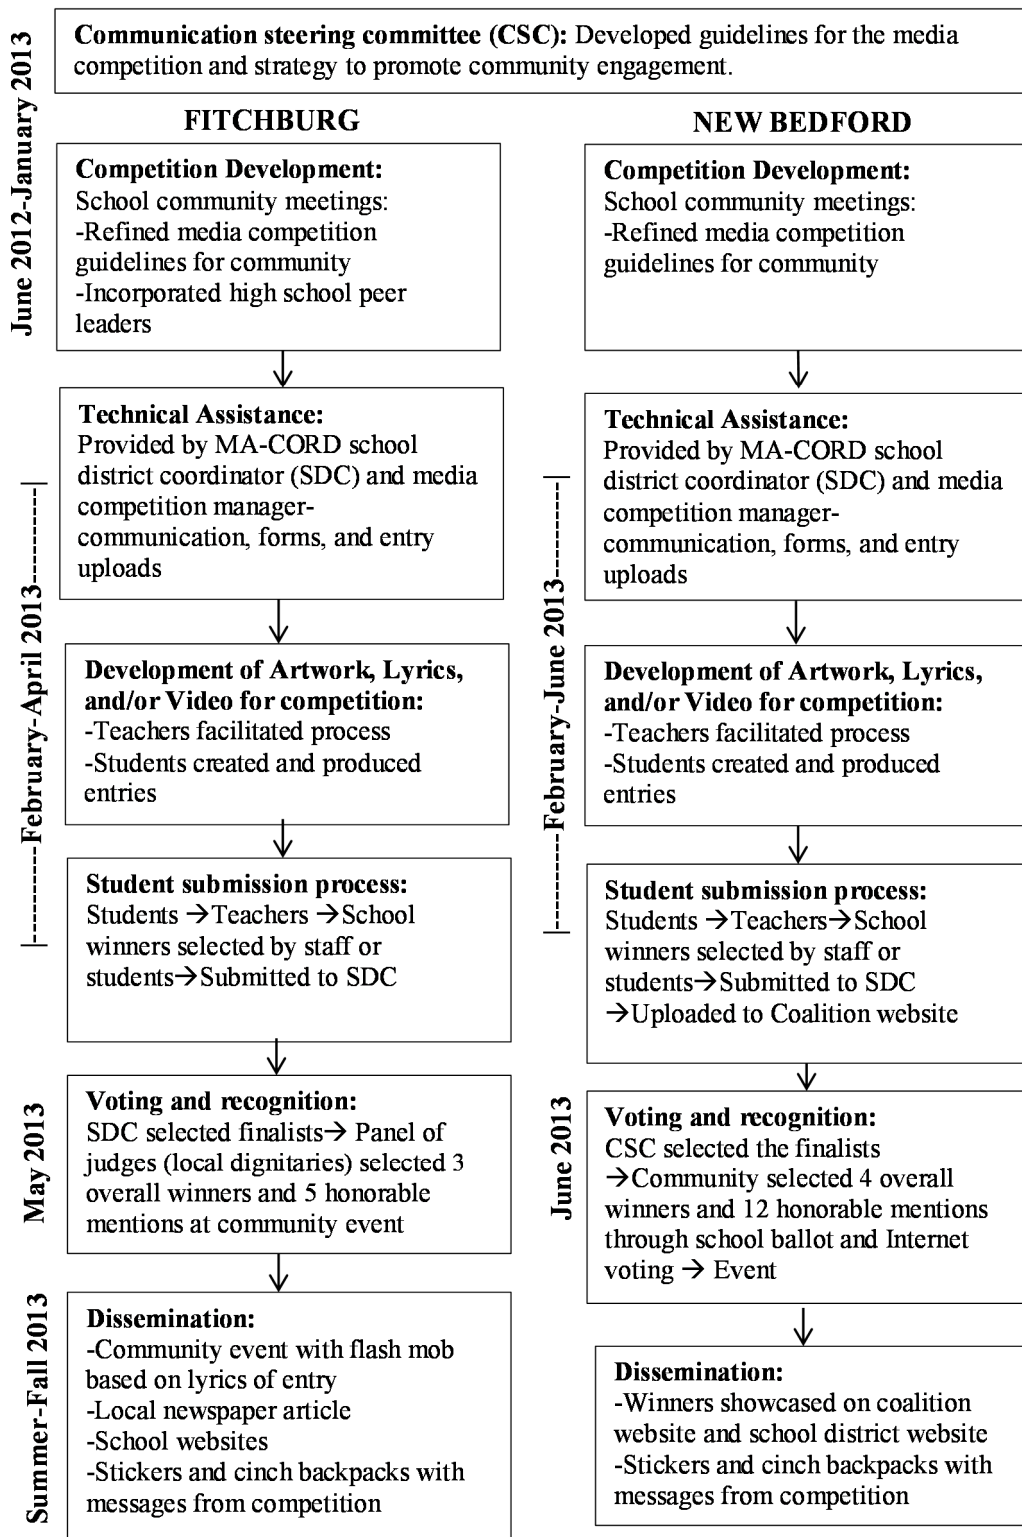 Communication steering committee (CSC): Developed guidelines for the media
competition and strategy to promote community engagement.
June 2012-January 2013
FITCHBURG
Competition Development:
School community meetings:
-Refined media competition
guidelines for community
-Incorporated high school peer
leaders
February-April 2013
Technical Assistance:
Provided by MA-CORD school
district coordinator (SDC) and media
competition manager-
communication, forms, and entry
uploads
Development of Artwork, Lyrics,
and/or Video for competition:
-Teachers facilitated process
-Students created and produced
entries
Student submission process:
Students →Teachers →School
winners selected by staff or
students→Submitted to SDC
May 2013
Voting and recognition:
SDC selected finalists→ Panel of
judges (local dignitaries) selected 3
overall winners and 5 honorable
mentions at community event
Summer-Fall 2013
Dissemination:
-Community event with flash mob
based on lyrics of entry
-Local newspaper article
-School websites
-Stickers and cinch backpacks with
messages from competition
NEW BEDFORD
Competition Development:
School community meetings:
-Refined media competition
guidelines for community
February-June 2013
Technical Assistance:
Provided by MA-CORD school
district coordinator (SDC) and media
competition manager-
communication, forms, and entry
uploads
Development of Artwork, Lyrics,
and/or Video for competition:
-Teachers facilitated process
-Students created and produced
entries
Student submission process:
Students →Teachers→School
winners selected by staff or
students→Submitted to SDC
→Uploaded to Coalition website
June 2013
Voting and recognition:
CSC selected the finalists
→Community selected 4 overall
winners and 12 honorable mentions
through school ballot and Internet
voting → Event
Dissemination:
-Winners showcased on coalition
website and school district website
-Stickers and cinch backpacks with
messages from competition